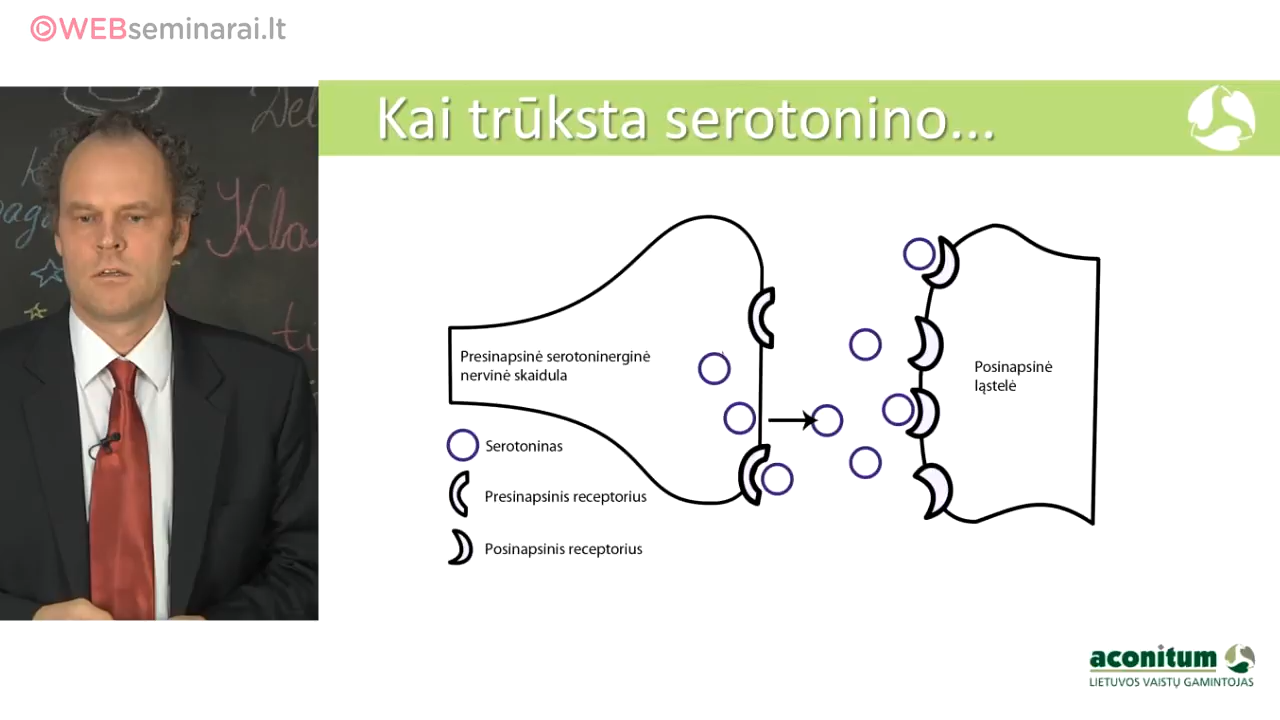 WEBseminarai.lt
Kai trūksta serotonino...
Presinapsinė serotoninerginė
nervinė skaidula
Posinapsinė
ląstelė
Serotoninas
Presinapsinis receptorius
Posinapsinis receptorius
aconitum
LIETUVOS VAISTŲ GAMINTOJAS